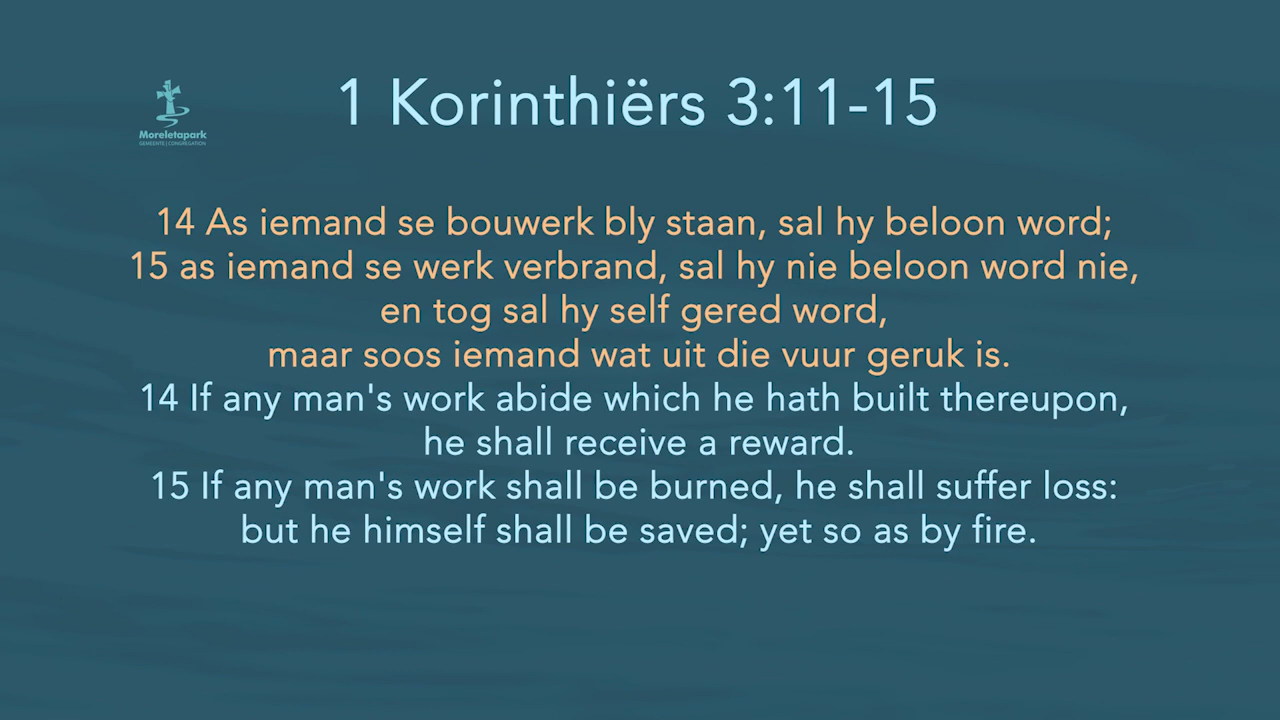 1 Korinthiërs 3:11-15
Moreletapark
GEMEENTE | CONGREGATION
14 As iemand se bouwerk bly staan, sal hy beloon word;
15 as iemand se werk verbrand, sal hy nie beloon word nie,
en tog sal hy self gered word,
maar soos iemand wat uit die vuur geruk is.
14 If any man's work abide which he hath built thereupon,
he shall receive a reward.
15 If any man's work shall be burned, he shall suffer loss:
but he himself shall be saved; yet so as by fire.